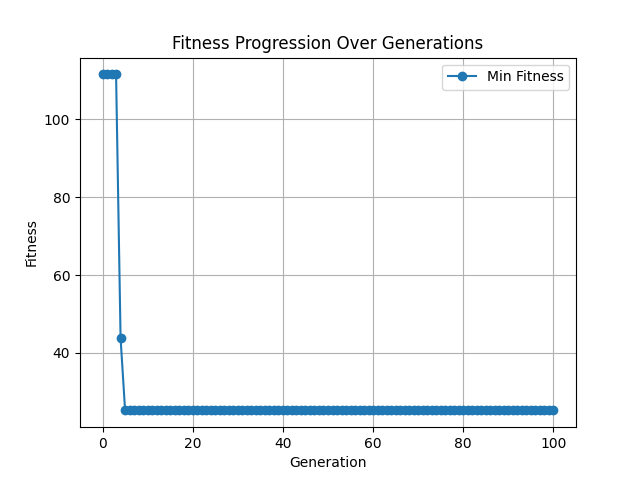 Fitness Progression Over Generations
Min Fitness
100
80
60
40
Fitness
0 20 40 60 80 100
Generation